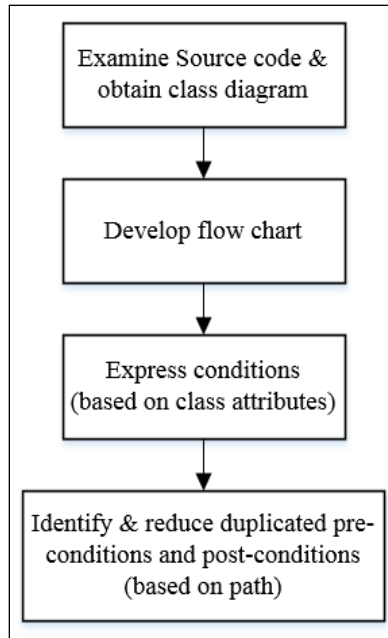 Examine Source code &
obtain class diagram
Develop flow chart
Express conditions
(based on class attributes)
Identify & reduce duplicated pre-
conditions and post-conditions
(based on path)